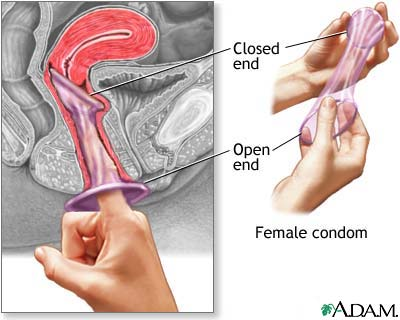 Closed
end
Open
end
Female condom
A.D.A.M.